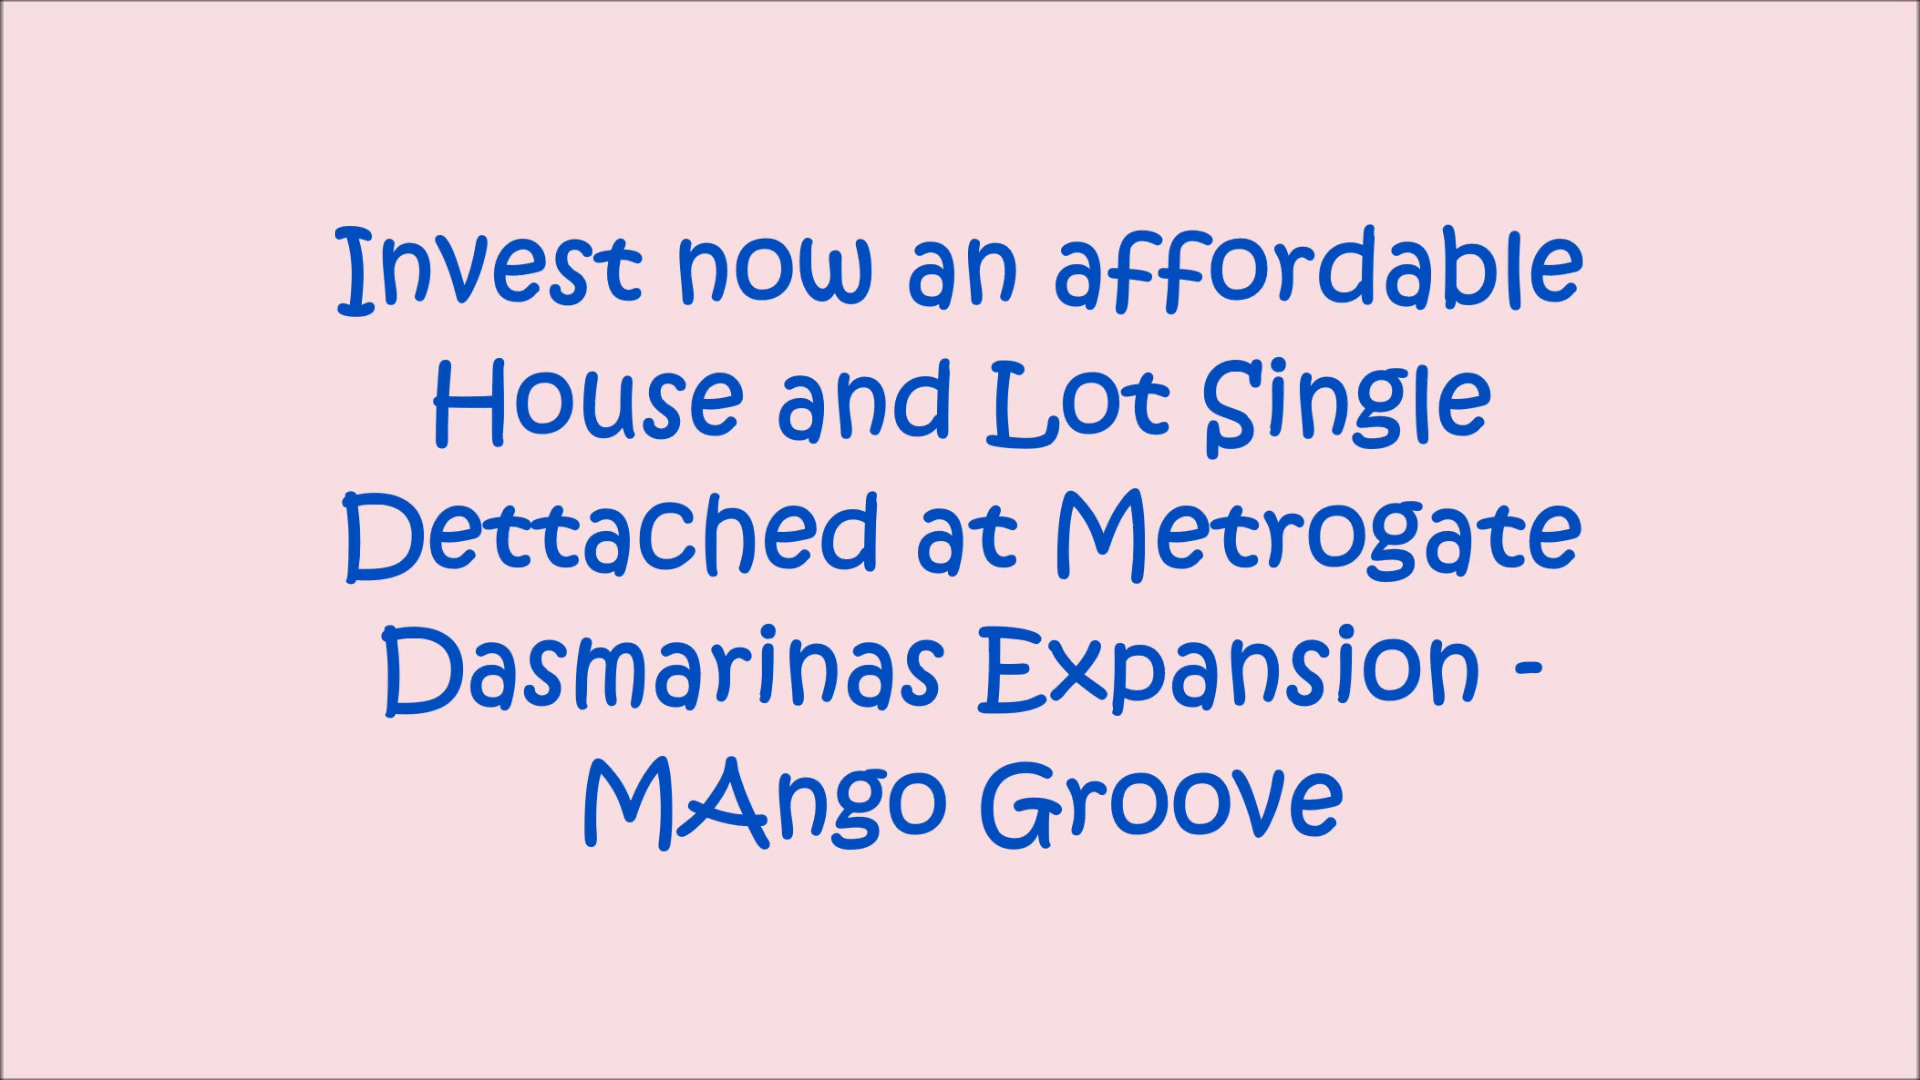 Invest now an affordable
House and Lot Single
Dettached at Metrogate
Dasmarinas Expansion -
MAngo Groove